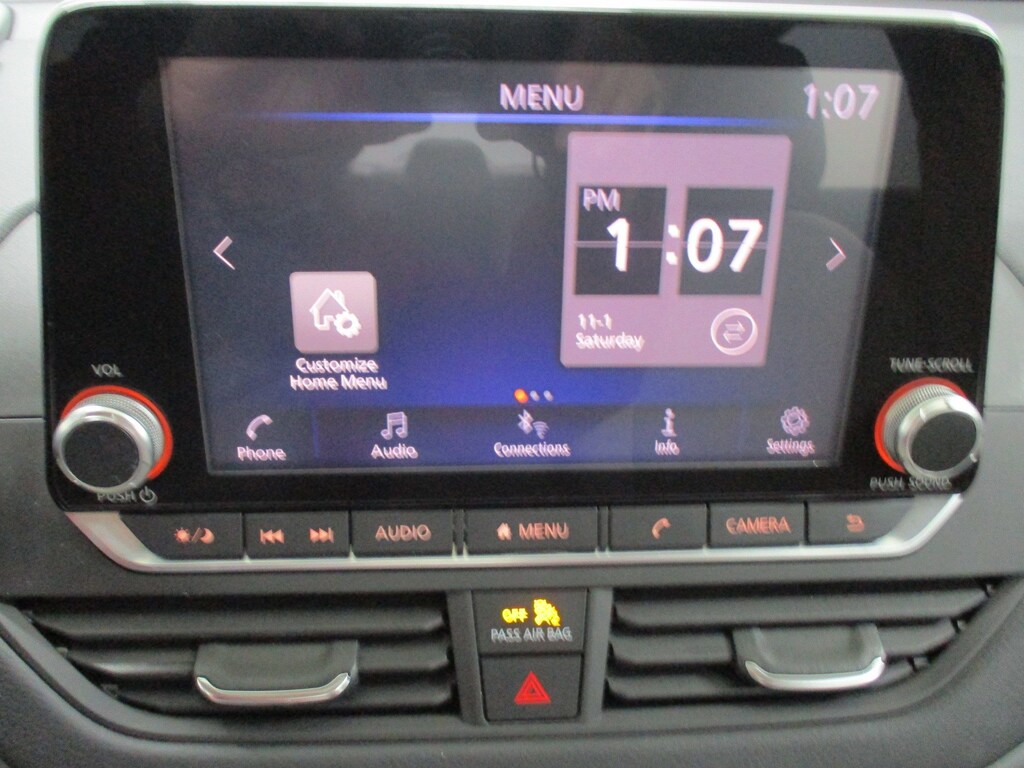 MENU
1:07
PM
1:07
11-1
Saturday
Customize
Home Menu
VOL
TUNE·SCROLL
Phone
Audio
Connections
Info
Settings
PUSH
PUSH SOUND
AUDIO
MENU
CAMERA
OFF
PASS AIR BAG